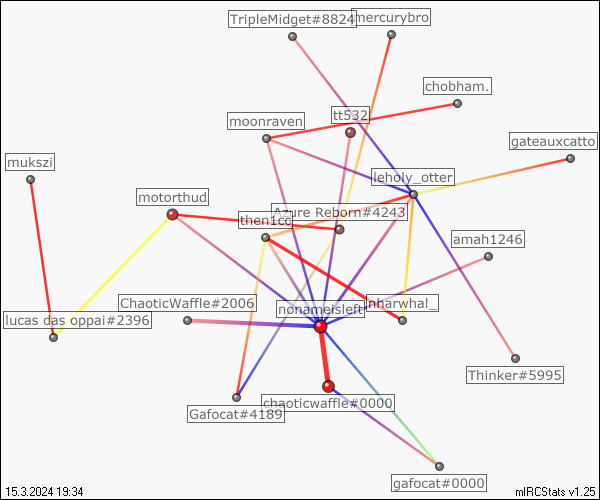 TripleMidget#8824
mercurybro
chobham.
tt532
moonraven
gateauxcatto
mukszi
leholy_otter
motorthud
Azure Reborn#4243
then1cc
amah1246
ChaoticWaffle#2006
nonameisleft
nharwhal_
lucas das oppai#2396
Thinker#5995
chaoticwaffle#0000
Gafocat#4189
gafocat#0000
15.3.2024 19:34
mIRCStats v1.25